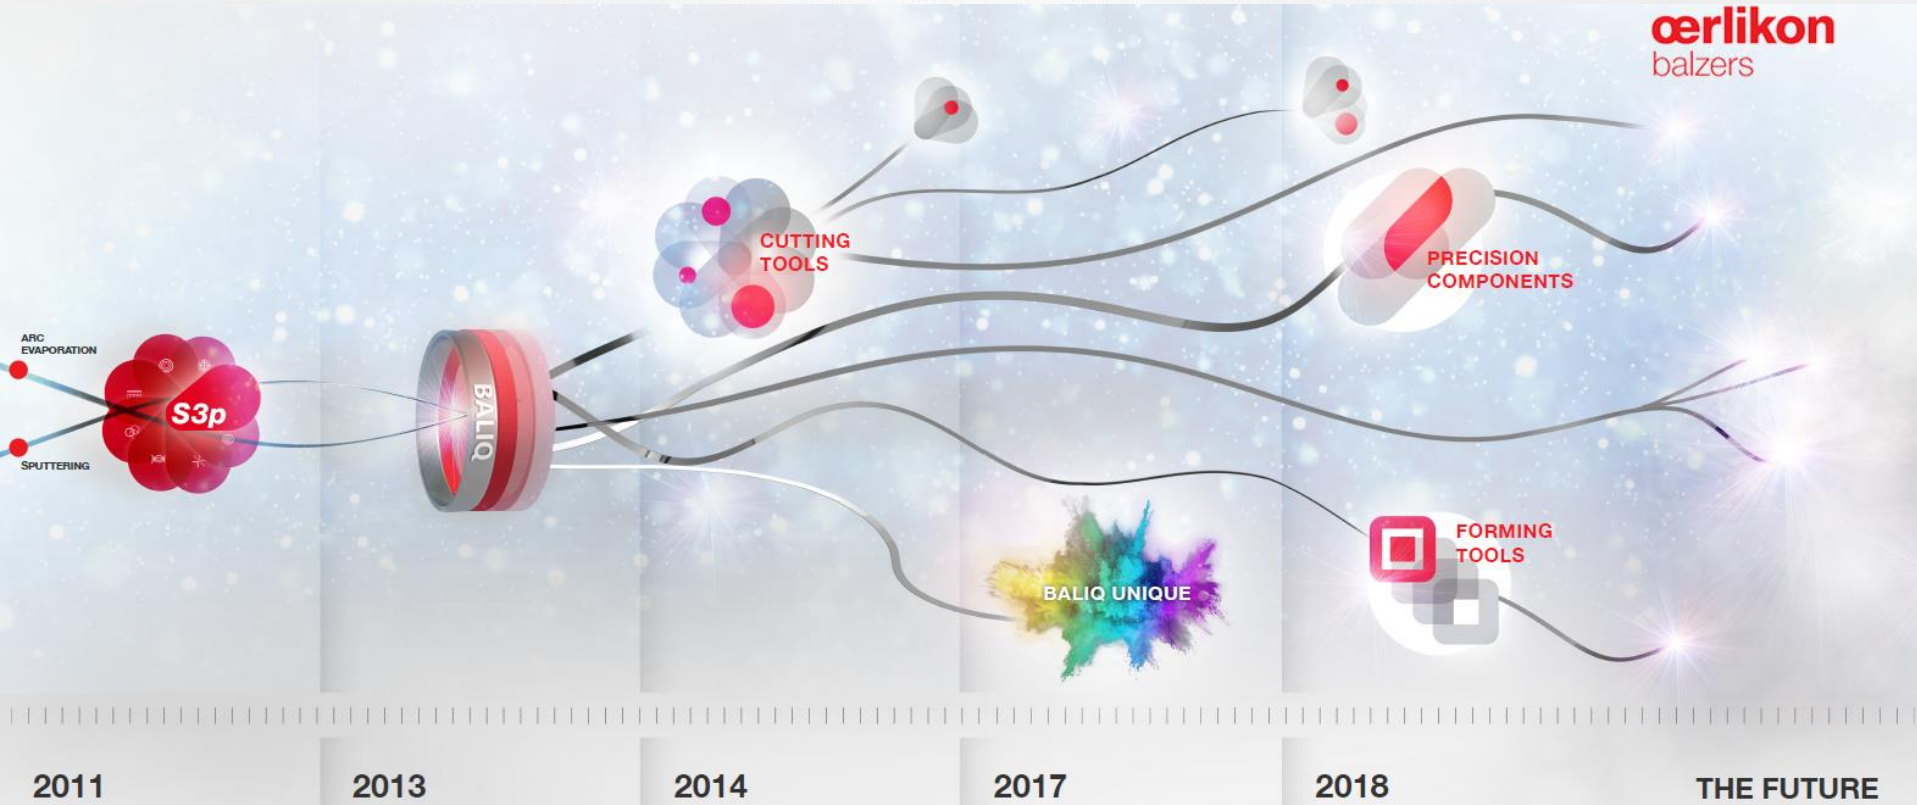 œrlikon
balzers
CUTTING
TOOLS
PRECISION
COMPONENTS
ARC
EVAPORATION
S3p
BALIQ
SPUTTERING
FORMING
TOOLS
BALIQ UNIQUE
2011
2013
2014
2017
2018
THE FUTURE